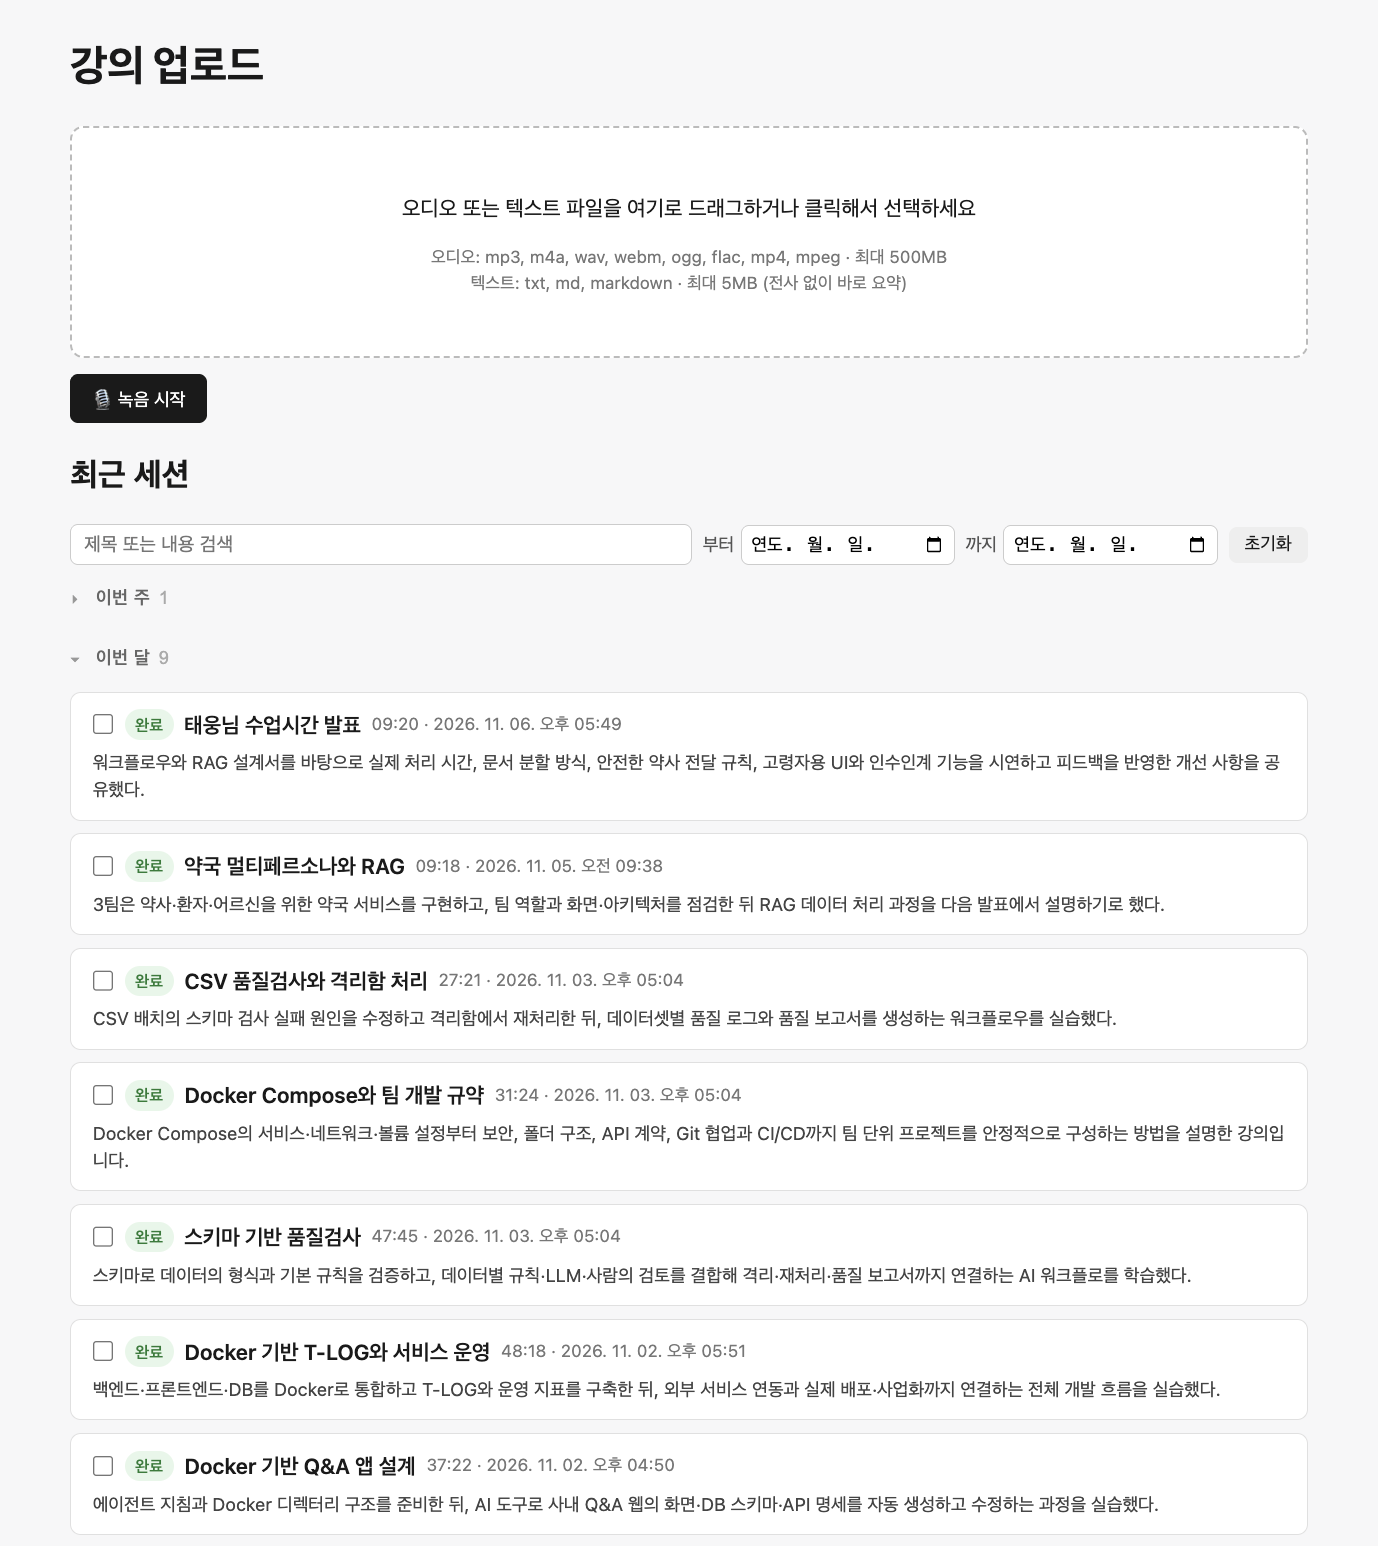 강의 업로드
오디오 또는 텍스트 파일을 여기로 드래그하거나 클릭해서 선택하세요
오디오: mp3, m4a, wav, webm, ogg, flac, mp4, mpeg · 최대 500MB
텍스트: txt, md, markdown · 최대 5MB (전사 없이 바로 요약)
녹음 시작
최근 세션
제목 또는 내용 검색 부터 연도. 월. 일. 까지 연도. 월. 일. 초기화
이번 주 1
이번 달 9
완료 태웅님 수업시간 발표 09:20 · 2026. 11. 06. 오후 05:49
워크플로우와 RAG 설계서를 바탕으로 실제 처리 시간, 문서 분할 방식, 안전한 약사 전달 규칙, 고령자용 UI와 인수인계 기능을 시연하고 피드백을 반영한 개선 사항을 공
유했다.
완료 약국 멀티페르소나와 RAG 09:18 · 2026. 11. 05. 오전 09:38
3팀은 약사·환자·어르신을 위한 약국 서비스를 구현하고, 팀 역할과 화면·아키텍처를 점검한 뒤 RAG 데이터 처리 과정을 다음 발표에서 설명하기로 했다.
완료 CSV 품질검사와 격리함 처리 27:21 · 2026. 11. 03. 오후 05:04
CSV 배치의 스키마 검사 실패 원인을 수정하고 격리함에서 재처리한 뒤, 데이터셋별 품질 로그와 품질 보고서를 생성하는 워크플로우를 실습했다.
완료 Docker Compose와 팀 개발 규약 31:24 · 2026. 11. 03. 오후 05:04
Docker Compose의 서비스·네트워크·볼륨 설정부터 보안, 폴더 구조, API 계약, Git 협업과 CI/CD까지 팀 단위 프로젝트를 안정적으로 구성하는 방법을 설명한 강의입
니다.
완료 스키마 기반 품질검사 47:45 · 2026. 11. 03. 오후 05:04
스키마로 데이터의 형식과 기본 규칙을 검증하고, 데이터별 규칙·LLM·사람의 검토를 결합해 격리·재처리·품질 보고서까지 연결하는 AI 워크플로를 학습했다.
완료 Docker 기반 T-LOG와 서비스 운영 48:18 · 2026. 11. 02. 오후 05:51
백엔드·프론트엔드·DB를 Docker로 통합하고 T-LOG와 운영 지표를 구축한 뒤, 외부 서비스 연동과 실제 배포·사업화까지 연결하는 전체 개발 흐름을 실습했다.
완료 Docker 기반 Q&A 앱 설계 37:22 · 2026. 11. 02. 오후 04:50
에이전트 지침과 Docker 디렉터리 구조를 준비한 뒤, AI 도구로 사내 Q&A 웹의 화면·DB 스키마·API 명세를 자동 생성하고 수정하는 과정을 실습했다.